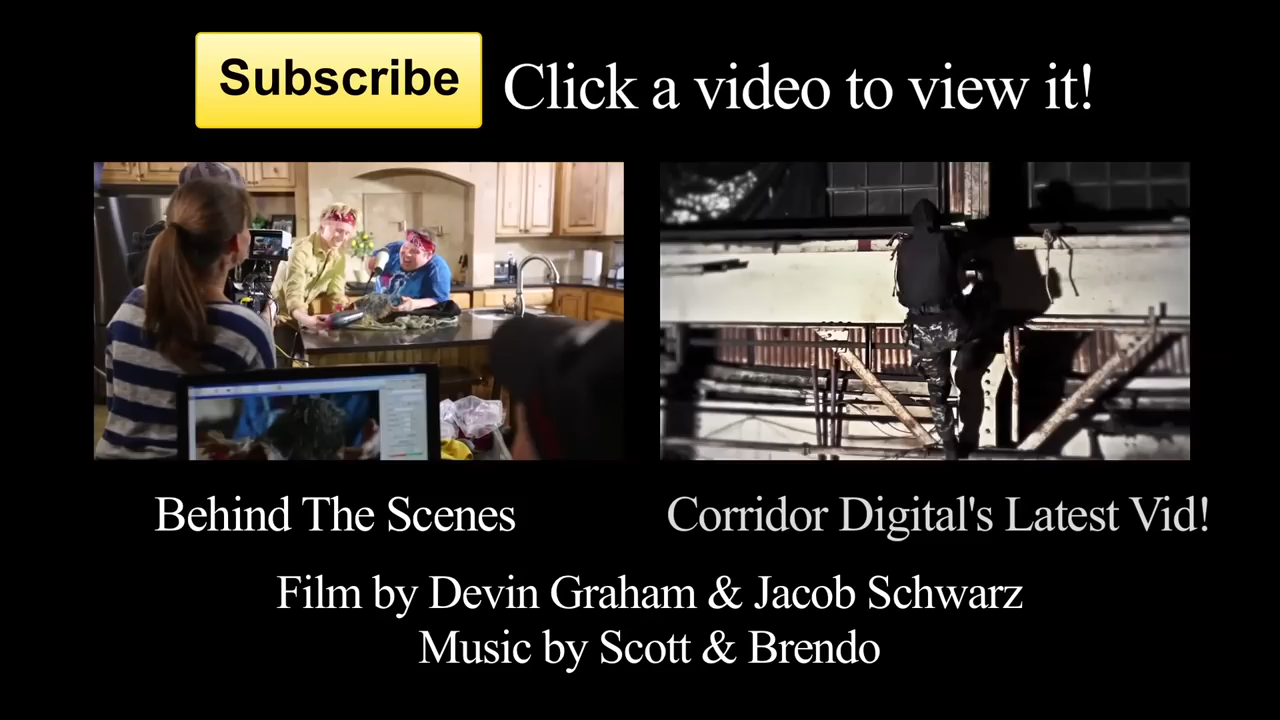 Subscribe
Click a video to view it!
Behind The Scenes
Corridor Digital's Latest Vid!
Film by Devin Graham & Jacob Schwarz
Music by Scott & Brendo